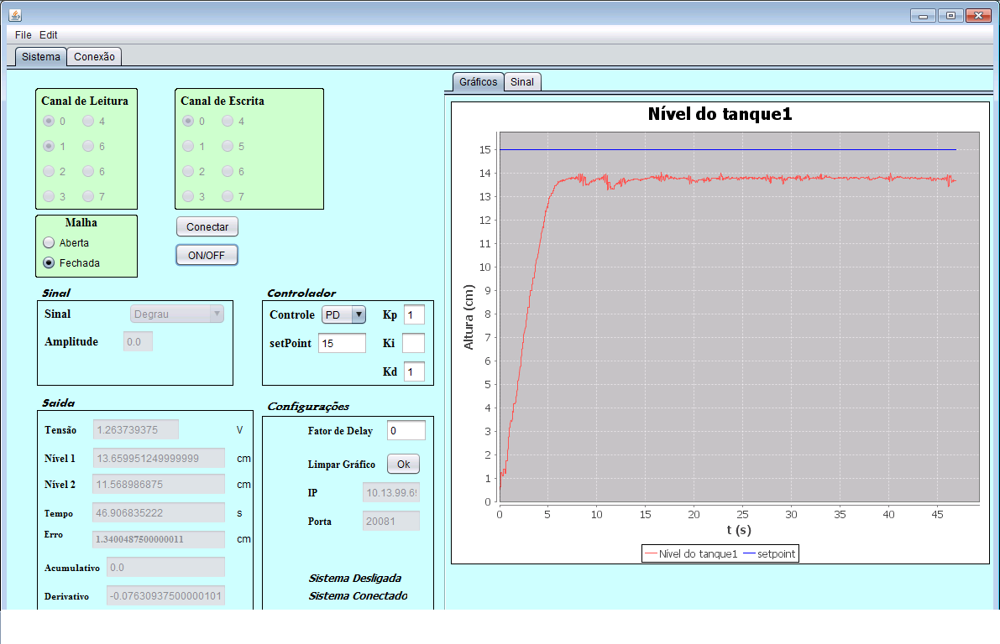 File Edit
Sistema Conexão
Canal de Leitura
0 4
1 6
2 6
3 7
Canal de Escrita
0 4
1 5
2 6
3 7
Malha
Aberta
Fechada
Conectar
ON/OFF
Sinal
Sinal Degrau
Amplitude 0.0
Controlador
Controle PD Kp 1
setPoint 15 Ki
Kd 1
Saida
Tensão 1.263739375 V
Nível 1 13.659951249999999 cm
Nível 2 11.568986875 cm
Tempo 46.906835222 s
Erro 1.3400487500000011 cm
Acumulativo 0.0
Derivativo -0.07630937500000101
Configurações
Fator de Delay 0
Limpar Gráfico Ok
IP 10.13.99.6
Porta 20081
Sistema Desligada
Sistema Conectado
Gráficos Sinal
Nível do tanque1
Altura (cm)
15
14
13
12
11
10
9
8
7
6
5
4
3
2
1
0
0 5 10 15 20 25 30 35 40 45
t (s)
Nível do tanque1 setpoint